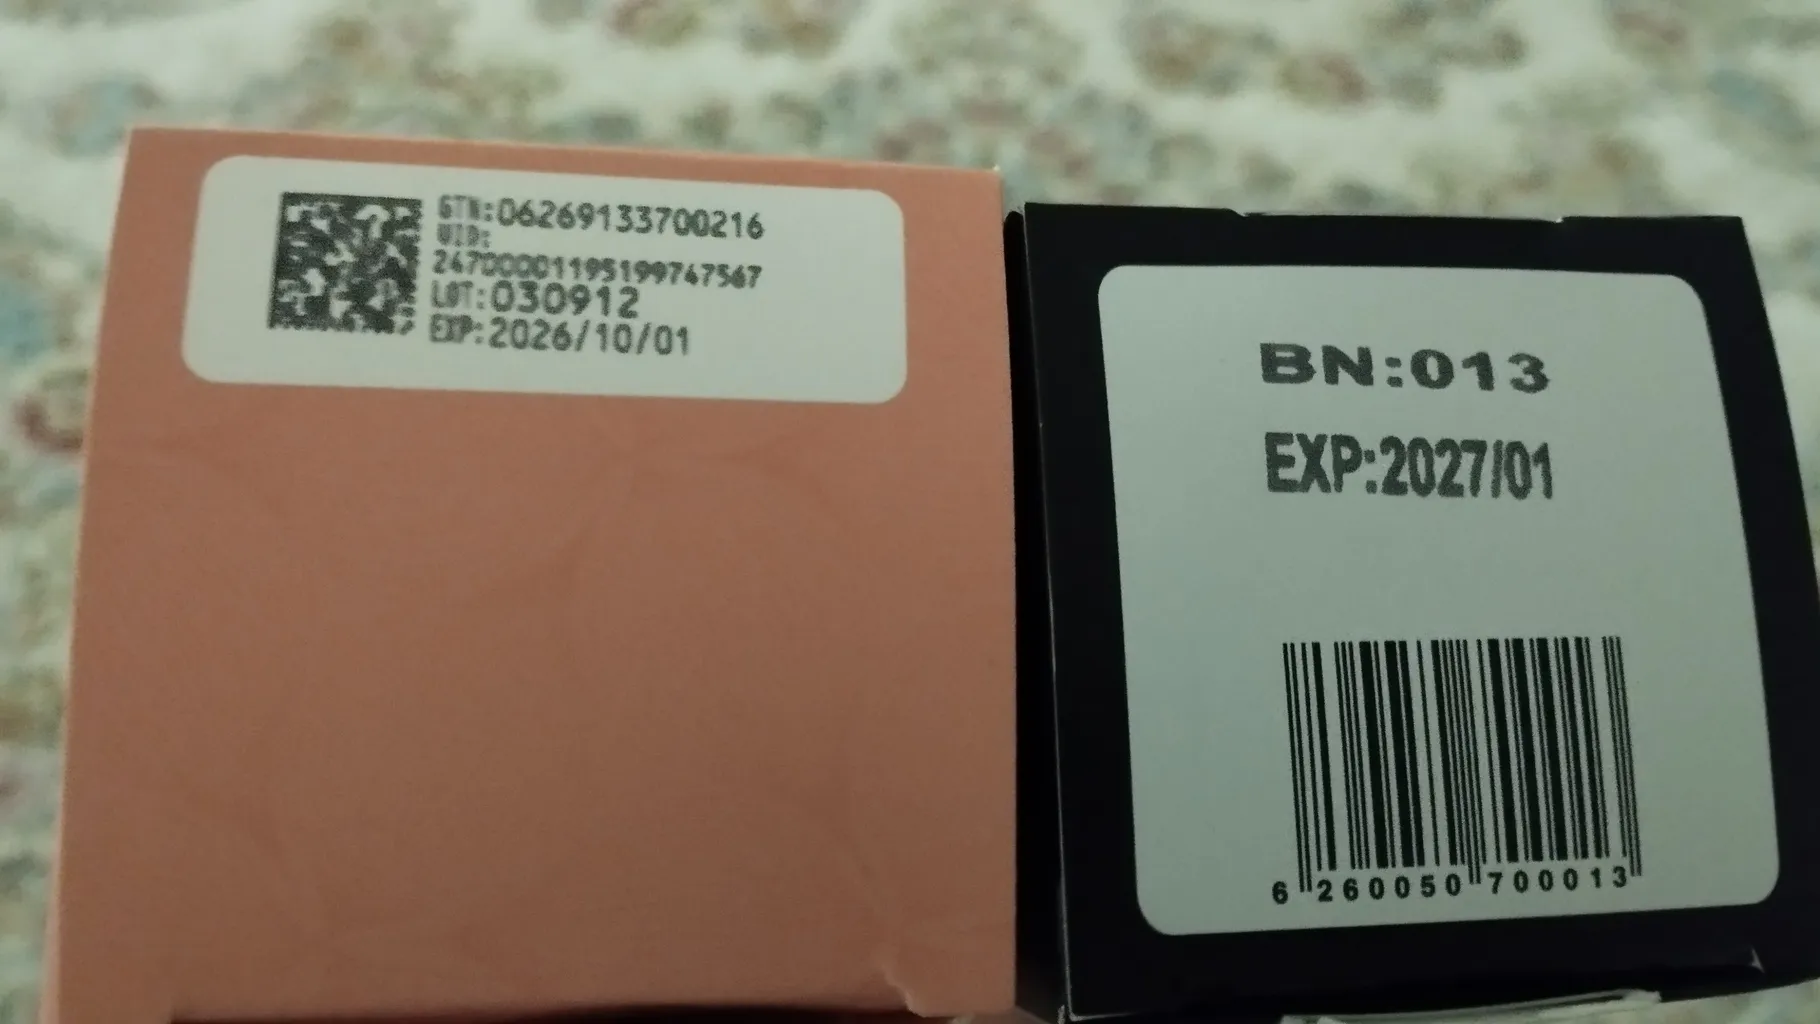 GTN:06269133700216
UID:
24700001195199747567
LOT:030912
EXP:2026/10/01
BN:013
EXP:2027/01
6 260050 700013